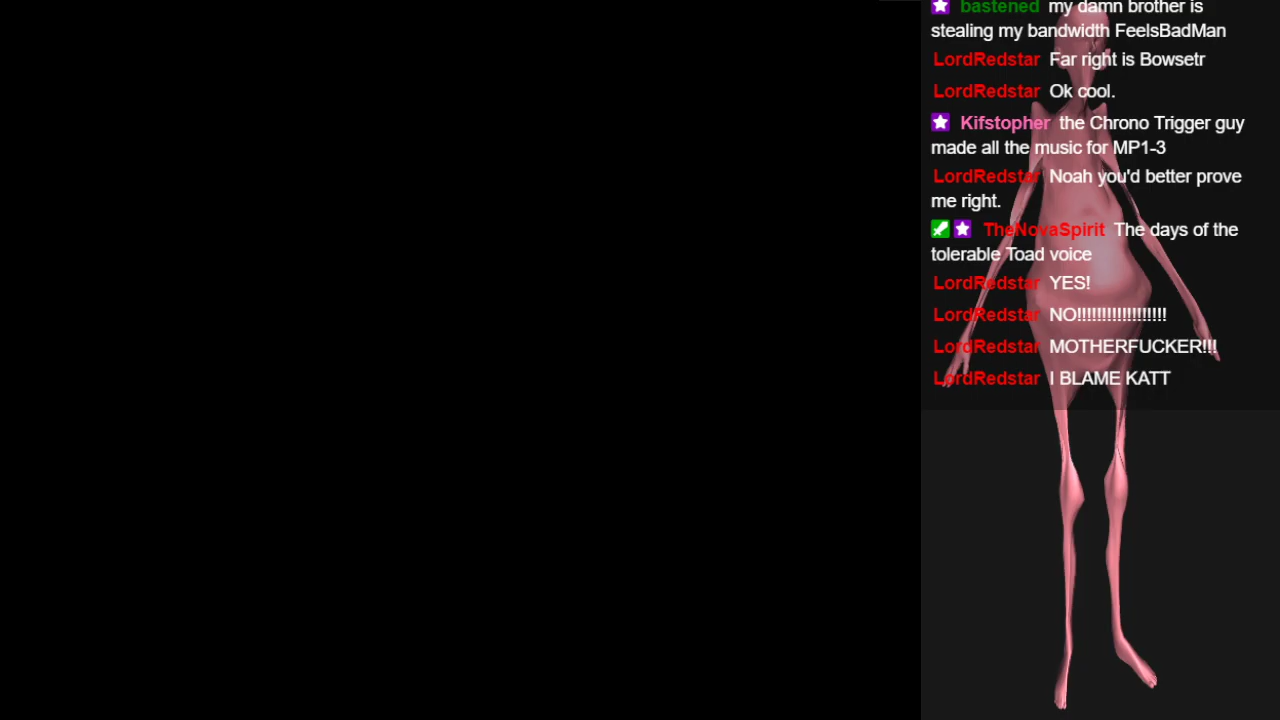 bastened my damn brother is
stealing my bandwidth FeelsBadMan
LordRedstar Far right is Bowsetr
LordRedstar Ok cool.
Kifstopher the Chrono Trigger guy
made all the music for MP1-3
LordRedstar Noah you'd better prove
me right.
TheNovaSpirit The days of the
tolerable Toad voice
LordRedstar YES!
LordRedstar NO!!!!!!!!!!!!!!!!!!
LordRedstar MOTHERFUCKER!!!
LordRedstar I BLAME KATT